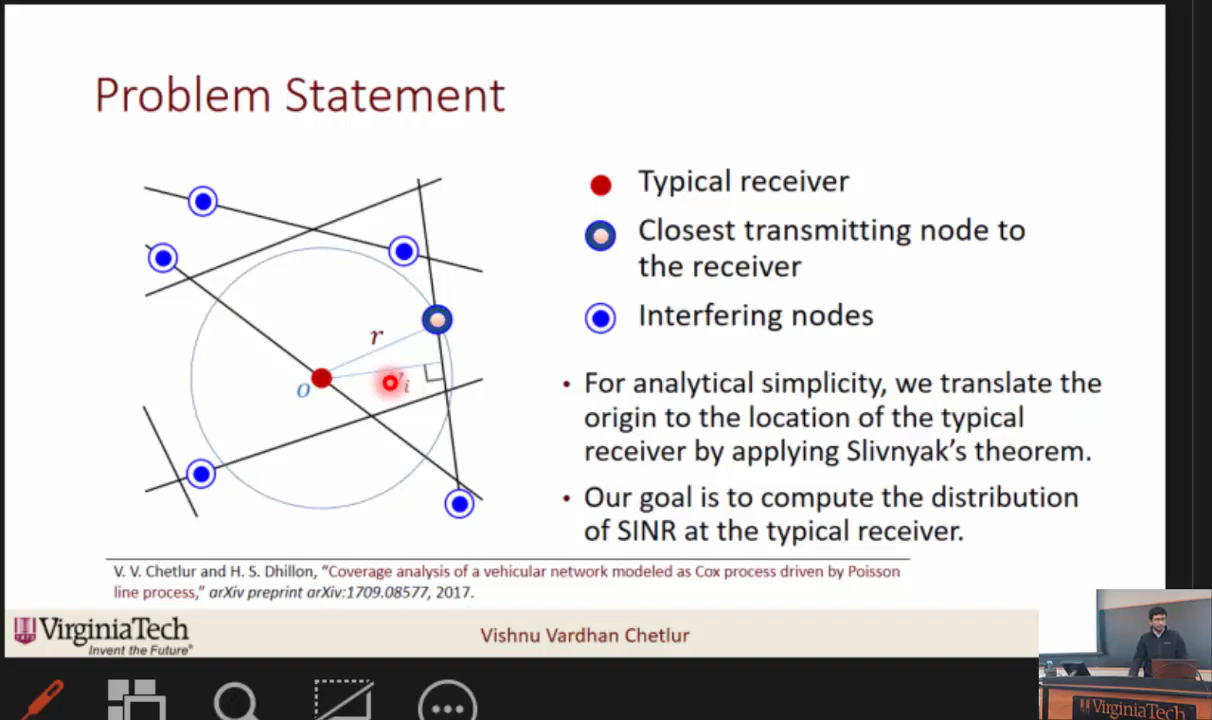 Problem Statement
Typical receiver
Closest transmitting node to
the receiver
Interfering nodes
r
o
i
• For analytical simplicity, we translate the
origin to the location of the typical
receiver by applying Slivnyak’s theorem.
• Our goal is to compute the distribution
of SINR at the typical receiver.
V. V. Chetlur and H. S. Dhillon, “Coverage analysis of a vehicular network modeled as Cox process driven by Poisson
line process,” arXiv preprint arXiv:1709.08577, 2017.
VirginiaTech
Invent the Future®
Vishnu Vardhan Chetlur
VirginiaTech